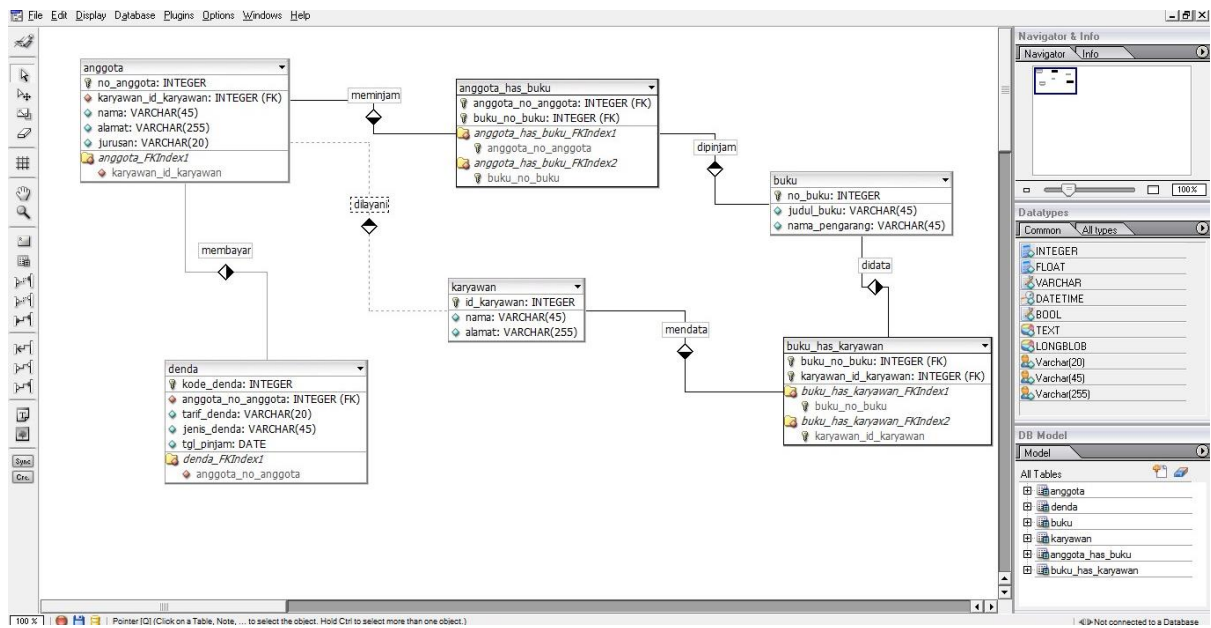 File Edit Display Database Plugins Options Windows Help
anggota
no_anggota: INTEGER
karyawan_id_karyawan: INTEGER (FK)
nama: VARCHAR(45)
alamat: VARCHAR(255)
jurusan: VARCHAR(20)
anggota_FKIndex1
karyawan_id_karyawan
meminjam
anggota_has_buku
anggota_no_anggota: INTEGER (FK)
buku_no_buku: INTEGER (FK)
anggota_has_buku_FKIndex1
anggota_no_anggota
anggota_has_buku_FKIndex2
buku_no_buku
dipinjam
buku
no_buku: INTEGER
judul_buku: VARCHAR(45)
nama_pengarang: VARCHAR(45)
dilayani
membayar
didata
karyawan
id_karyawan: INTEGER
nama: VARCHAR(45)
alamat: VARCHAR(255)
mendata
buku_has_karyawan
buku_no_buku: INTEGER (FK)
karyawan_id_karyawan: INTEGER (FK)
buku_has_karyawan_FKIndex1
buku_no_buku
buku_has_karyawan_FKIndex2
karyawan_id_karyawan
denda
kode_denda: INTEGER
anggota_no_anggota: INTEGER (FK)
tarif_denda: VARCHAR(20)
jenis_denda: VARCHAR(45)
tgl_pinjam: DATE
denda_FKIndex1
anggota_no_anggota
Sync
Navigator & Info
Navigator Info
100%
Datatypes
Common All types
INTEGER
FLOAT
VARCHAR
DATETIME
BOOL
TEXT
LONGBLOB
Varchar(20)
Varchar(45)
Varchar(255)
DB Model
Model
All Tables
anggota
denda
buku
karyawan
anggota_has_buku
buku_has_karyawan
100 % Pointer [Q] (Click on a Table, Note, ... to select the object. Hold Ctrl to select more than one object.) Not connected to a Database